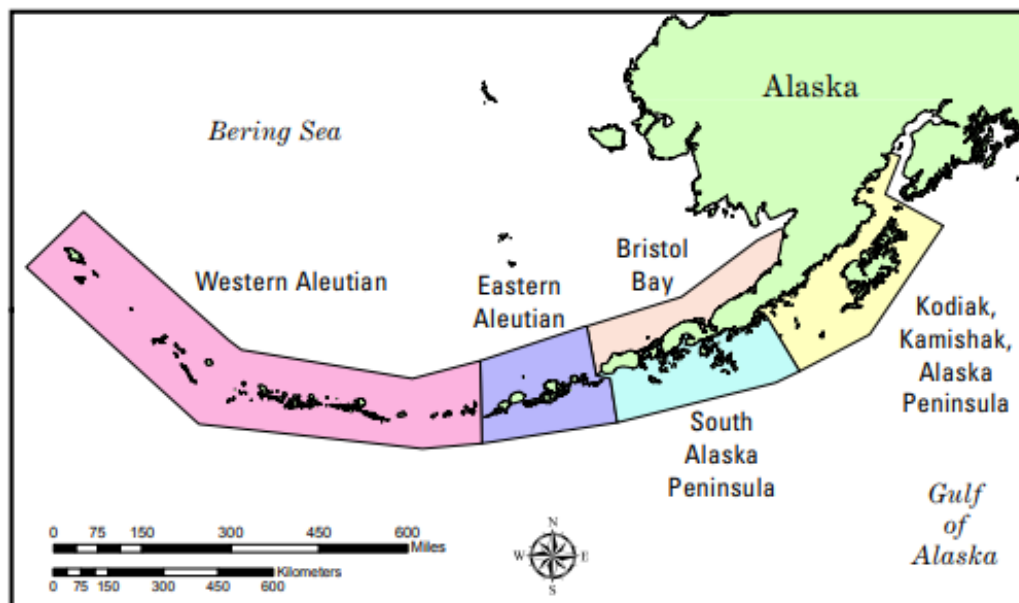 Alaska
Bering Sea
Western Aleutian
Eastern
Aleutian
Bristol
Bay
Kodiak,
Kamishak,
Alaska
Peninsula
South
Alaska
Peninsula
Gulf
of
Alaska
0 75 150 300 450 600
Miles
Kilometers
0 75 150 300 450 600
N
W E
S